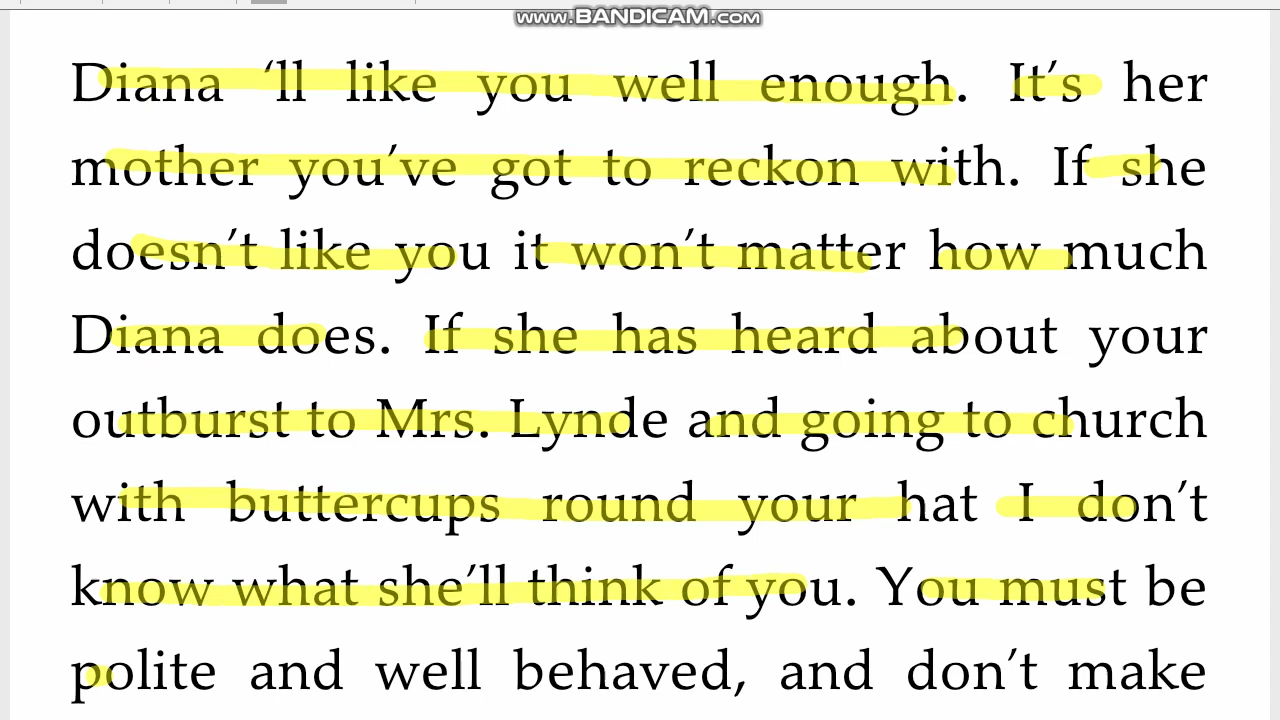 www.BANDICAM.com
Diana ‘ll like you well enough. It’s her
mother you’ve got to reckon with. If she
doesn’t like you it won’t matter how much
Diana does. If she has heard about your
outburst to Mrs. Lynde and going to church
with buttercups round your hat I don’t
know what she’ll think of you. You must be
polite and well behaved, and don’t make